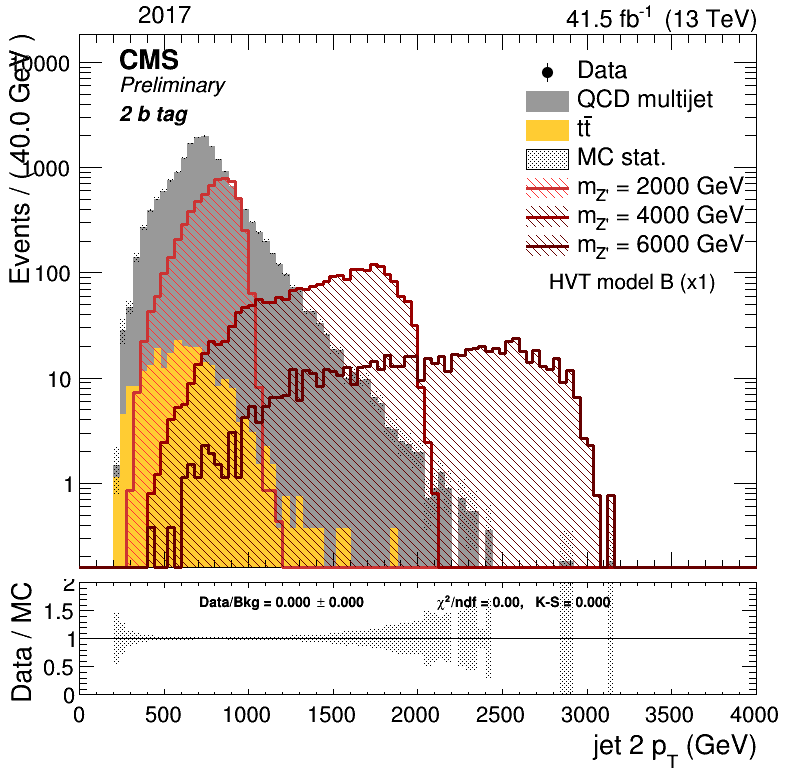 2017
41.5 fb⁻¹ (13 TeV)
Events / ( 40.0 GeV )
10000
1000
100
10
1
CMS
Preliminary
2 b tag
Data
QCD multijet
tt̄
MC stat.
m_Z' = 2000 GeV
m_Z' = 4000 GeV
m_Z' = 6000 GeV
HVT model B (x1)
Data / MC
2
1.5
1
0.5
0
Data/Bkg = 0.000 ± 0.000
χ²/ndf = 0.00, K-S = 0.000
0 500 1000 1500 2000 2500 3000 3500 4000
jet 2 p_T (GeV)